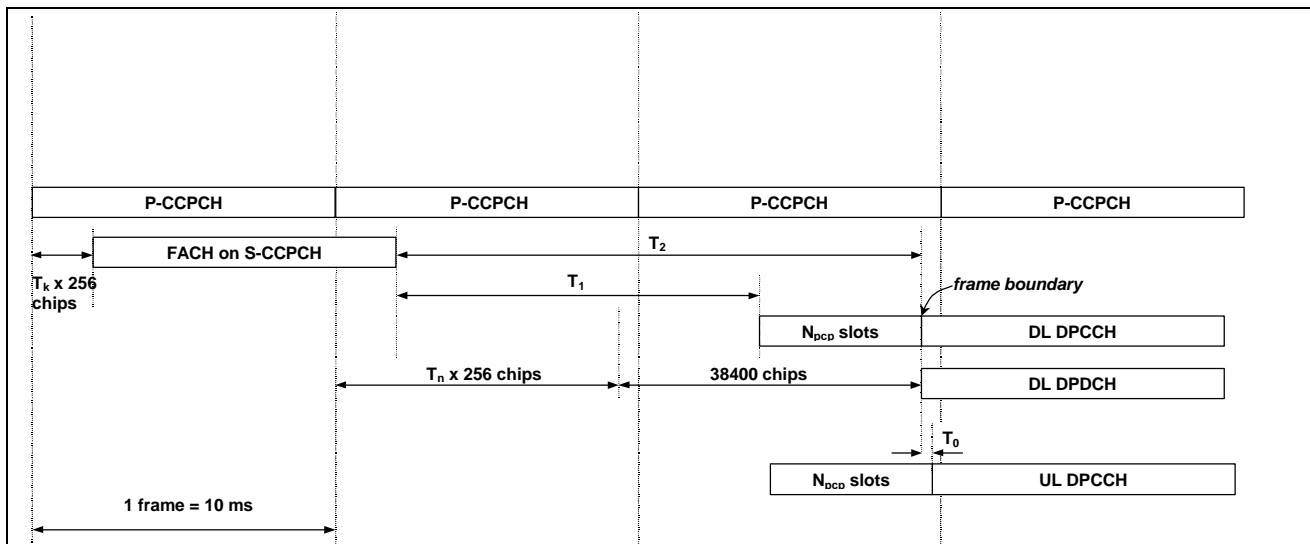 P-CCPCH P-CCPCH P-CCPCH P-CCPCH
FACH on S-CCPCH
T2
Tk x 256
chips
T1
frame boundary
Npcp slots DL DPCCH
Tn x 256 chips 38400 chips DL DPDCH
T0
Npcp slots UL DPCCH
1 frame = 10 ms